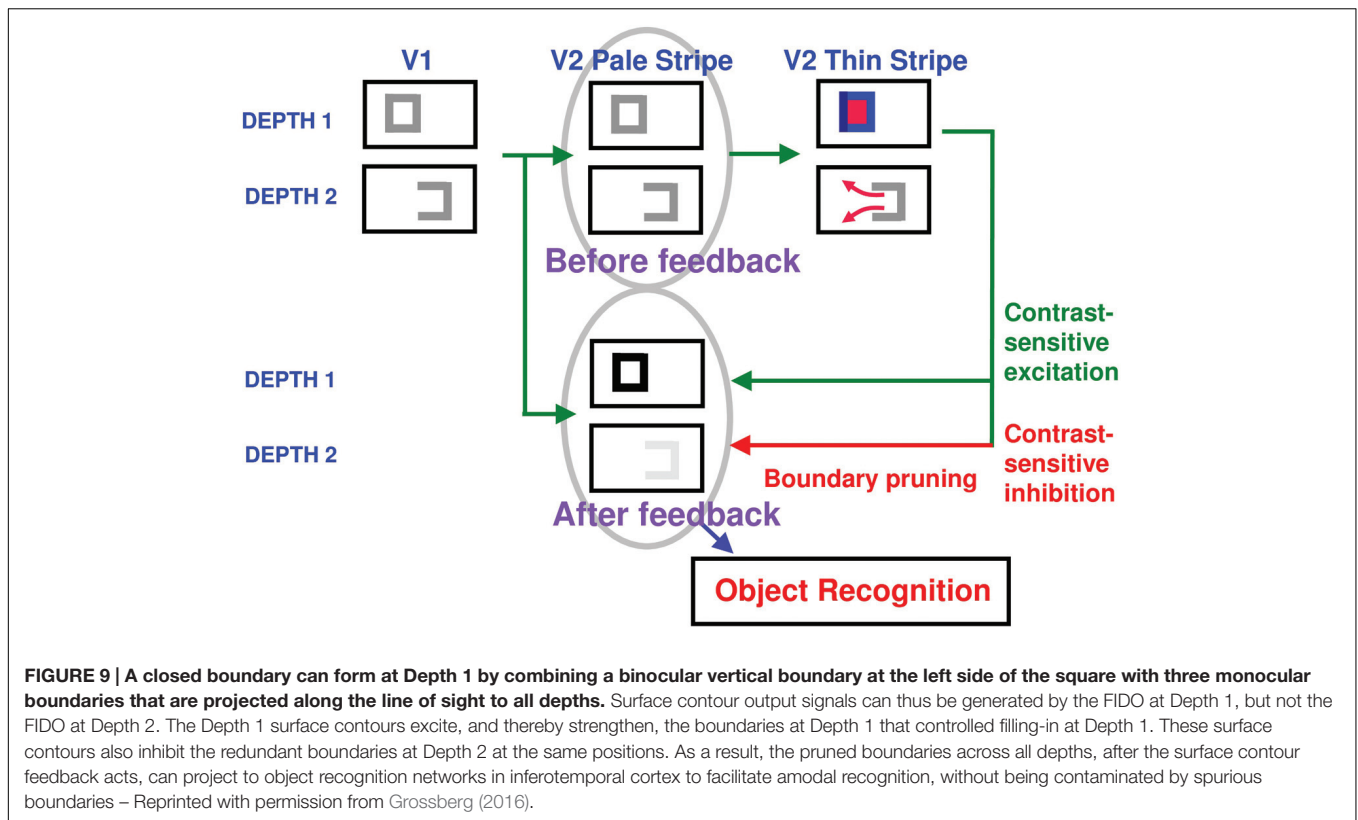 V1
V2 Pale Stripe
V2 Thin Stripe
DEPTH 1
DEPTH 2
Before feedback
Contrast-
sensitive
excitation
DEPTH 1
DEPTH 2
Contrast-
sensitive
inhibition
Boundary pruning
After feedback
Object Recognition
FIGURE 9 | A closed boundary can form at Depth 1 by combining a binocular vertical boundary at the left side of the square with three monocular
boundaries that are projected along the line of sight to all depths. Surface contour output signals can thus be generated by the FIDO at Depth 1, but not the
FIDO at Depth 2. The Depth 1 surface contours excite, and thereby strengthen, the boundaries at Depth 1 that controlled filling-in at Depth 1. These surface
contours also inhibit the redundant boundaries at Depth 2 at the same positions. As a result, the pruned boundaries across all depths, after the surface contour
feedback acts, can project to object recognition networks in inferotemporal cortex to facilitate amodal recognition, without being contaminated by spurious
boundaries – Reprinted with permission from Grossberg (2016).